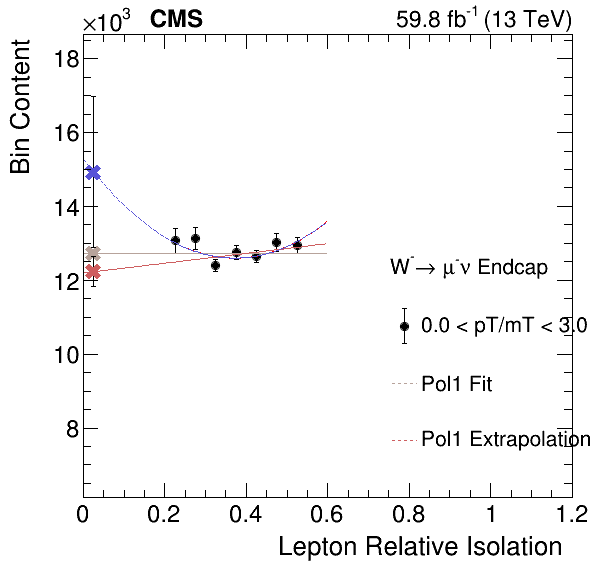 ×10³ CMS 59.8 fb⁻¹ (13 TeV)
Bin Content
18
16
14
12
10
8
W⁻→ μ⁻ν Endcap
0.0 < pT/mT < 3.0
Pol1 Fit
Pol1 Extrapolation
0 0.2 0.4 0.6 0.8 1 1.2
Lepton Relative Isolation